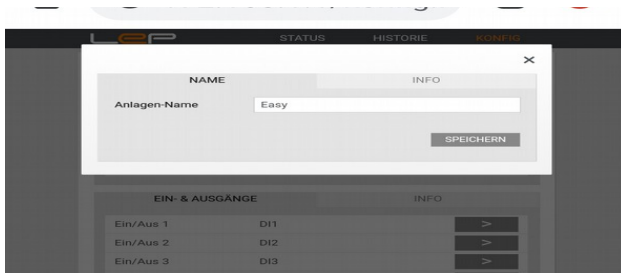 LEP STATUS HISTORIE KONFIG
×
NAME INFO
Anlagen-Name Easy
SPEICHERN
EIN- & AUSGÄNGE INFO
Ein/Aus 1 DI1 >
Ein/Aus 2 DI2 >
Ein/Aus 3 DI3 >